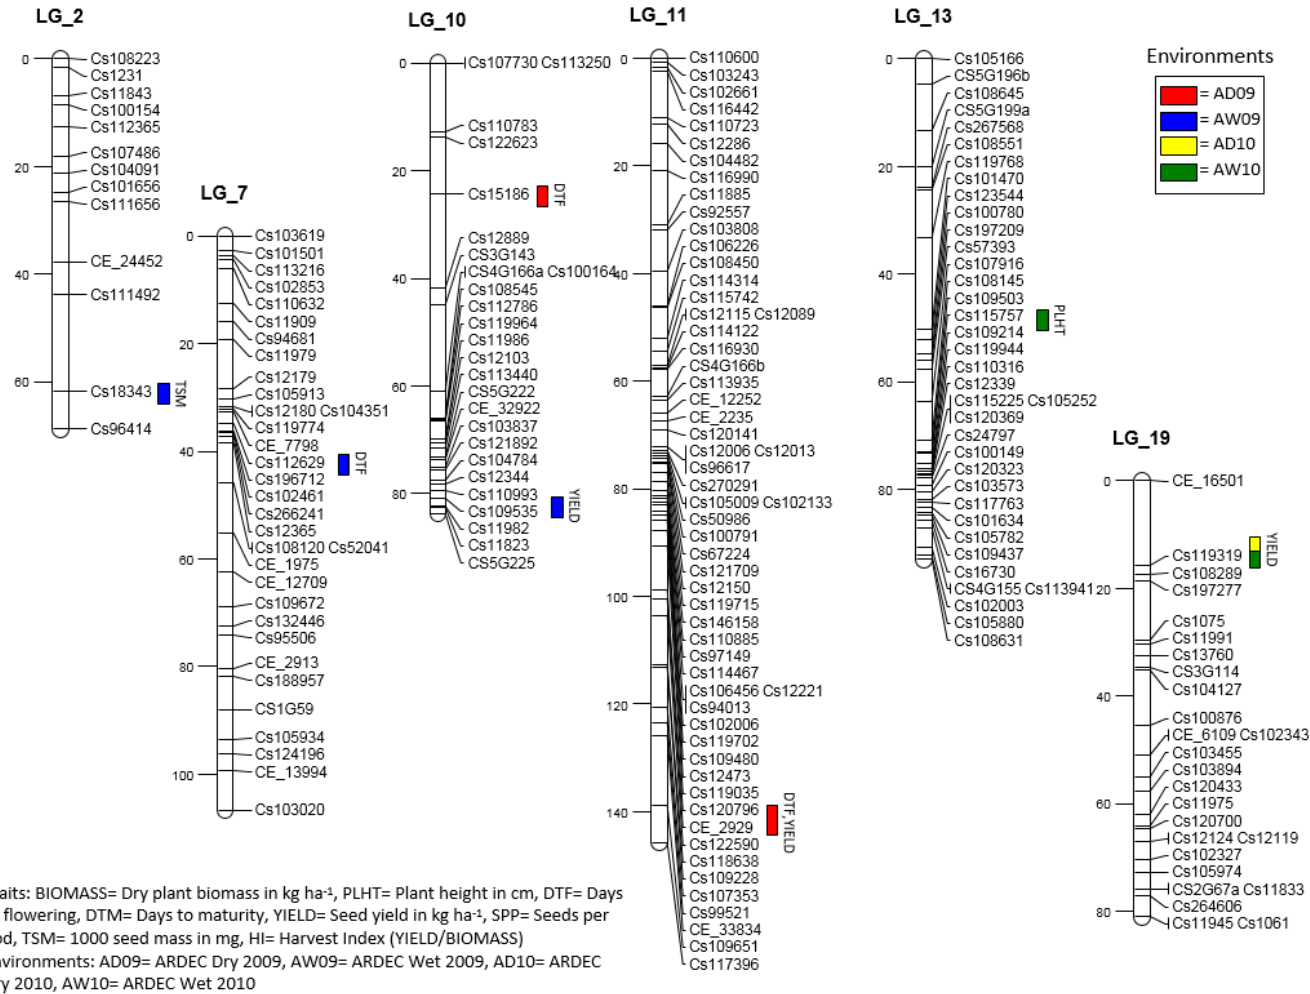 LG_2
0
Cs108223
Cs1231
Cs11843
Cs100154
Cs112365
Cs107486
20
Cs104091
Cs101656
Cs111656
CE_24452
40
Cs111492
60
Cs18343
TSM
Cs96414
LG_7
0
Cs103619
Cs101501
Cs113216
Cs102853
Cs110632
Cs11909
Cs94681
20
Cs11979
Cs12179
Cs105913
Cs12180 Cs104351
Cs119774
CE_7798
40
Cs112629
DTF
Cs196712
Cs102461
Cs266241
Cs12365
Cs108120 Cs52041
60
CE_1975
CE_12709
Cs109672
Cs132446
Cs95506
80
CE_2913
Cs188957
CS1G59
Cs105934
Cs124196
100
CE_13994
Cs103020
LG_10
0
Cs107730 Cs113250
Cs110783
Cs122623
20
Cs15186
DTF
Cs12889
CS3G143
40
CS4G166a Cs100164
Cs108545
Cs112786
Cs119964
Cs11986
Cs12103
Cs113440
60
CS5G222
CE_32922
Cs103837
Cs121892
Cs104784
Cs12344
80
Cs110993
Cs109535
YIELD
Cs11982
Cs11823
CS5G225
LG_11
0
Cs110600
Cs103243
Cs102661
Cs116442
Cs110723
Cs12286
20
Cs104482
Cs116990
Cs11885
Cs92557
Cs103808
Cs106226
40
Cs108450
Cs114314
Cs115742
Cs12115 Cs12089
Cs114122
Cs116930
CS4G166b
60
Cs113935
CE_12252
CE_2235
Cs120141
Cs12006 Cs12013
Cs96617
Cs270291
80
Cs105009 Cs102133
Cs50986
Cs100791
Cs67224
Cs121709
Cs12150
100
Cs119715
Cs146158
Cs110885
Cs97149
Cs114467
Cs106456 Cs12221
120
Cs94013
Cs102006
Cs119702
Cs109480
Cs12473
Cs119035
140
Cs120796
DTF,YIELD
CE_2929
Cs122590
Cs118638
Cs109228
Cs107353
Cs99521
CE_33834
Cs109651
Cs117396
LG_13
0
Cs105166
CS5G196b
Cs108645
CS5G199a
Cs267568
Cs108551
20
Cs119768
Cs101470
Cs123544
Cs100780
Cs197209
Cs57393
40
Cs107916
Cs108145
Cs109503
Cs115757
PLHT
Cs109214
Cs119944
Cs110316
60
Cs12339
Cs115225 Cs105252
Cs120369
Cs24797
Cs100149
Cs120323
80
Cs103573
Cs117763
Cs101634
Cs105782
Cs109437
Cs16730
CS4G155 Cs113941
Cs102003
Cs105880
Cs108631
Environments
= AD09
= AW09
= AD10
= AW10
LG_19
0
CE_16501
Cs119319
YIELD
Cs108289
20
Cs197277
Cs1075
Cs11991
Cs13760
CS3G114
40
Cs104127
Cs100876
CE_6109 Cs102343
Cs103455
Cs103894
Cs120433
60
Cs11975
Cs120700
Cs12124 Cs12119
Cs102327
Cs105974
CS2G67a Cs11833
80
Cs264606
Cs11945 Cs1061
aits: BIOMASS= Dry plant biomass in kg ha-1, PLHT= Plant height in cm, DTF= Days
flowering, DTM= Days to maturity, YIELD= Seed yield in kg ha-1, SPP= Seeds per
od, TSM= 1000 seed mass in mg, HI= Harvest Index (YIELD/BIOMASS)
nvironments: AD09= ARDEC Dry 2009, AW09= ARDEC Wet 2009, AD10= ARDEC
y 2010, AW10= ARDEC Wet 2010